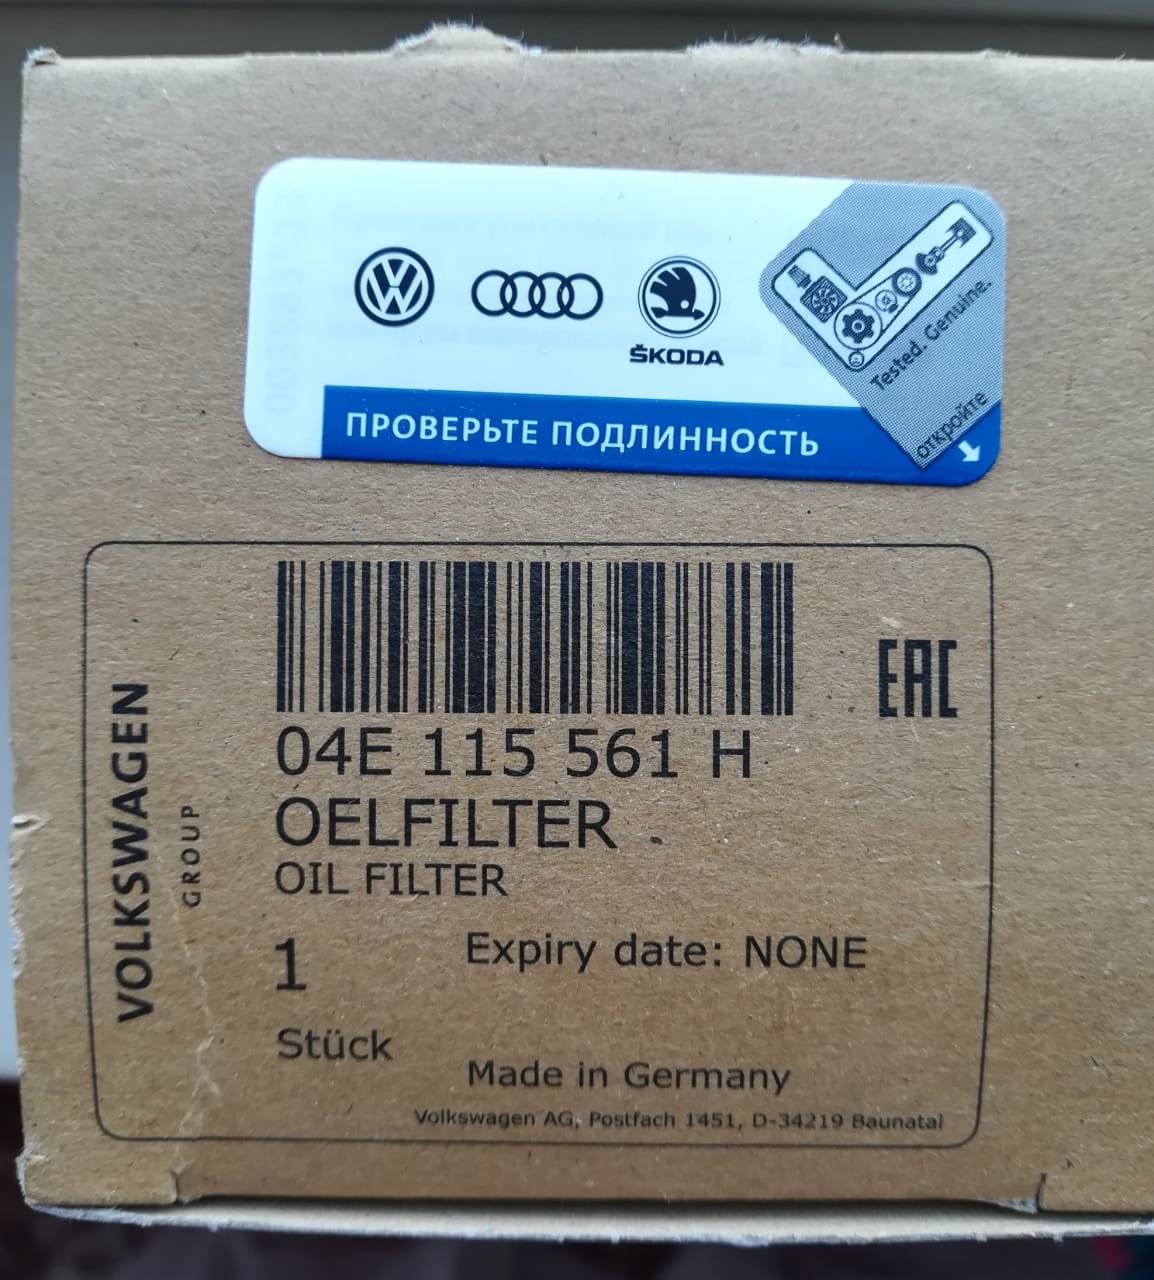 ŠKODA
Tested. Genuine.
откройте
ПРОВЕРЬТЕ ПОДЛИННОСТЬ
EAC
VOLKSWAGEN
GROUP
04E 115 561 H
OELFILTER
OIL FILTER
1
Expiry date: NONE
Stück
Made in Germany
Volkswagen AG, Postfach 1451, D-34219 Baunatal